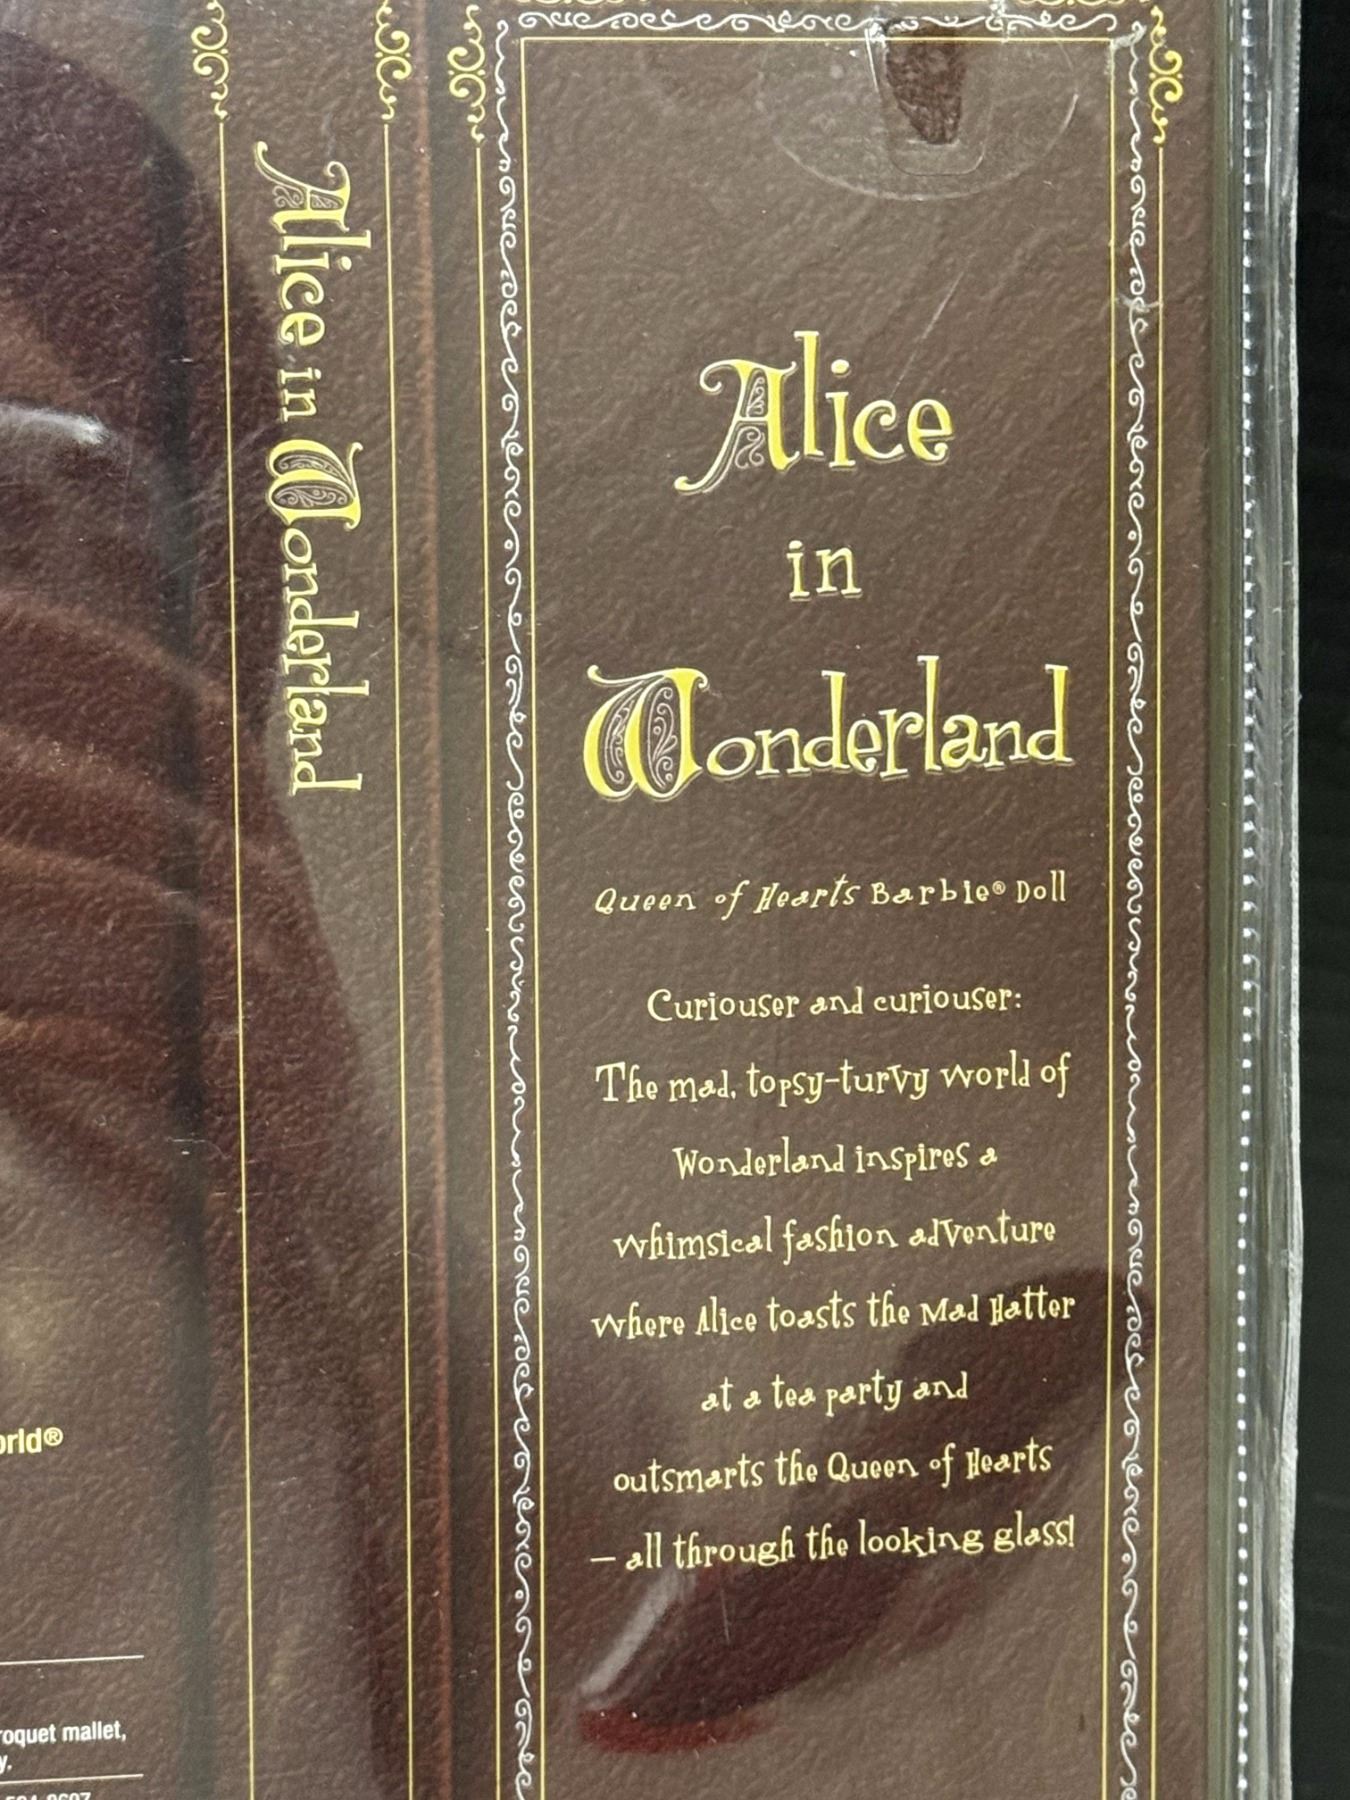 Alice in Wonderland
Alice
in
Wonderland
Queen of Hearts Barbie® Doll
Curiouser and curiouser:
The mad, topsy-turvy world of
Wonderland inspires a
whimsical fashion adventure
where Alice toasts the Mad Hatter
at a tea party and
outsmarts the Queen of Hearts
– all through the looking glass!
orld®
roquet mallet,
y.